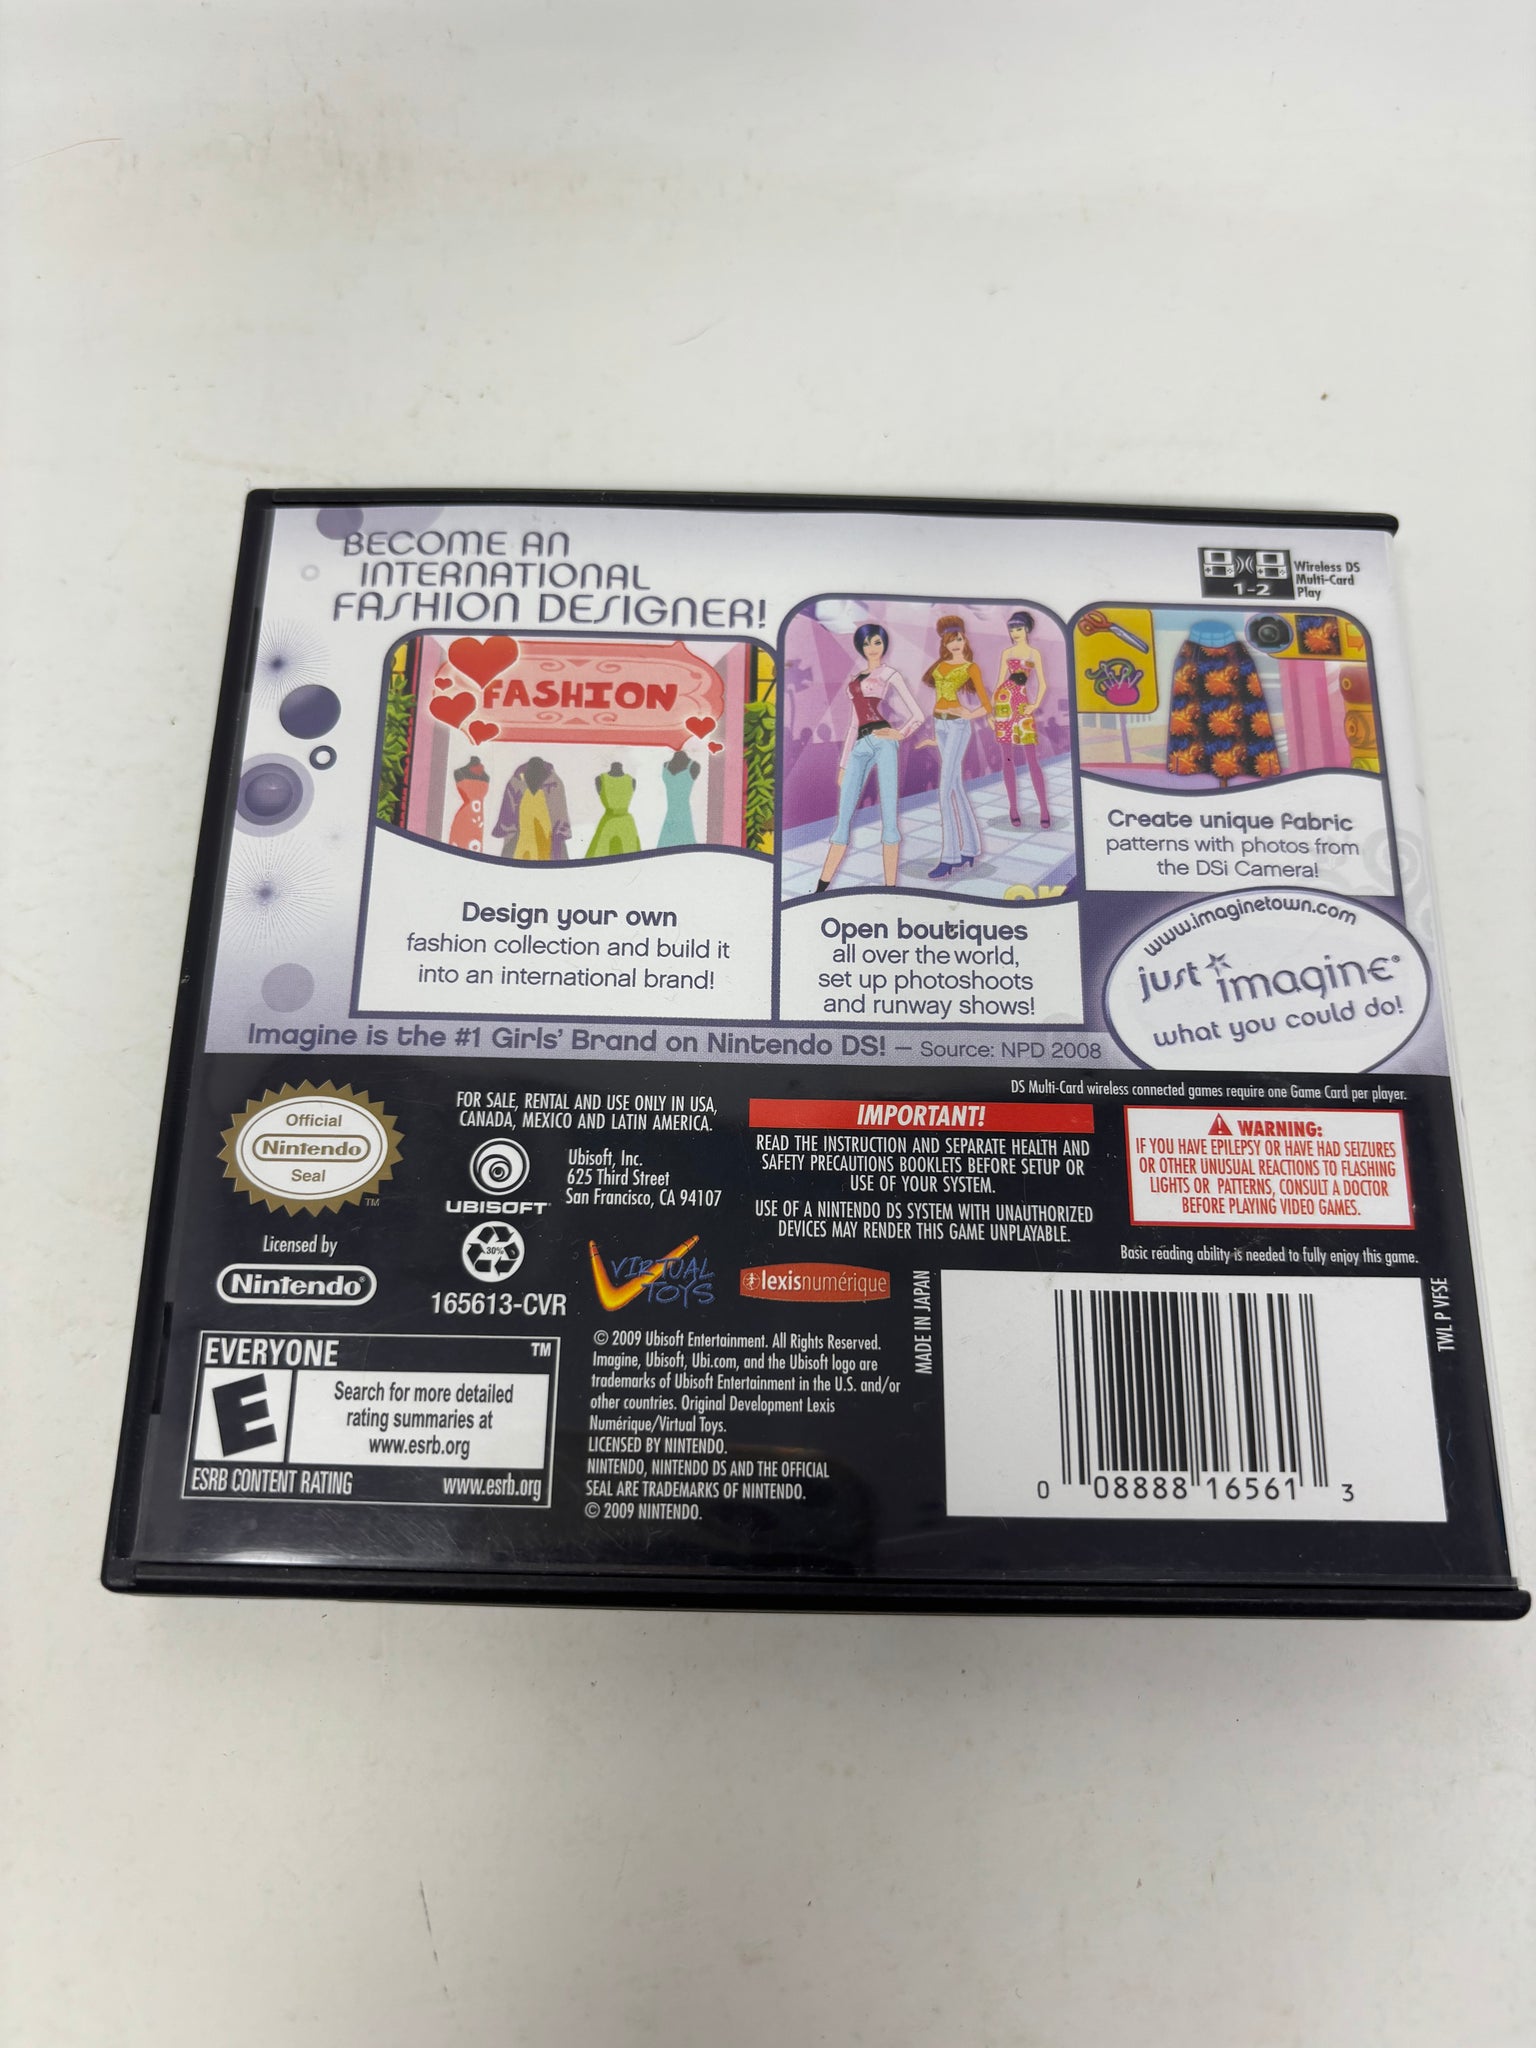 BECOME AN
INTERNATIONAL
FASHION DESIGNER!
1-2
Wireless DS
Multi-Card
Play
FASHION
Design your own
fashion collection and build it
into an international brand!
Open boutiques
all over the world,
set up photoshoots
and runway shows!
Create unique fabric
patterns with photos from
the DSi Camera!
www.imaginetown.com
just imagine®
what you could do!
Imagine is the #1 Girls' Brand on Nintendo DS! – Source: NPD 2008
DS Multi-Card wireless connected games require one Game Card per player.
Official
Nintendo
Seal
TM
Licensed by
Nintendo®
FOR SALE, RENTAL AND USE ONLY IN USA,
CANADA, MEXICO AND LATIN AMERICA.
UBISOFT®
Ubisoft, Inc.
625 Third Street
San Francisco, CA 94107
30%
165613-CVR
IMPORTANT!
READ THE INSTRUCTION AND SEPARATE HEALTH AND
SAFETY PRECAUTIONS BOOKLETS BEFORE SETUP OR
USE OF YOUR SYSTEM.
USE OF A NINTENDO DS SYSTEM WITH UNAUTHORIZED
DEVICES MAY RENDER THIS GAME UNPLAYABLE.
WARNING:
IF YOU HAVE EPILEPSY OR HAVE HAD SEIZURES
OR OTHER UNUSUAL REACTIONS TO FLASHING
LIGHTS OR PATTERNS, CONSULT A DOCTOR
BEFORE PLAYING VIDEO GAMES.
Basic reading ability is needed to fully enjoy this game.
VIRTUAL
TOYS
lexisnumérique
EVERYONE
TM
E
Search for more detailed
rating summaries at
www.esrb.org
ESRB CONTENT RATING
www.esrb.org
© 2009 Ubisoft Entertainment. All Rights Reserved.
Imagine, Ubisoft, Ubi.com, and the Ubisoft logo are
trademarks of Ubisoft Entertainment in the U.S. and/or
other countries. Original Development Lexis
Numérique/Virtual Toys.
LICENSED BY NINTENDO.
NINTENDO, NINTENDO DS AND THE OFFICIAL
SEAL ARE TRADEMARKS OF NINTENDO.
© 2009 NINTENDO.
MADE IN JAPAN
0 08888 16561 3
TWL P VFSE